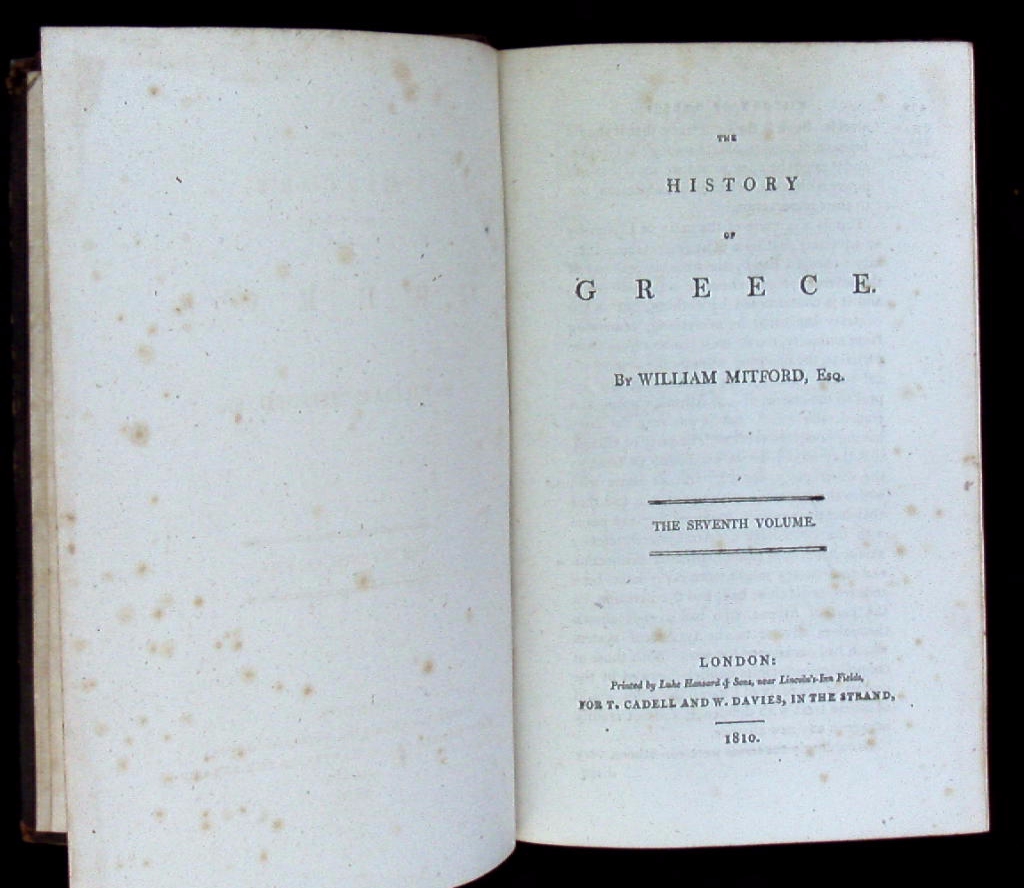 THE
HISTORY
OF
GREECE.
By WILLIAM MITFORD, Esq.
THE SEVENTH VOLUME.
LONDON:
Printed by Luke Hansard & Sons, near Lincoln's-Inn Fields,
FOR T. CADELL AND W. DAVIES, IN THE STRAND,
1810.